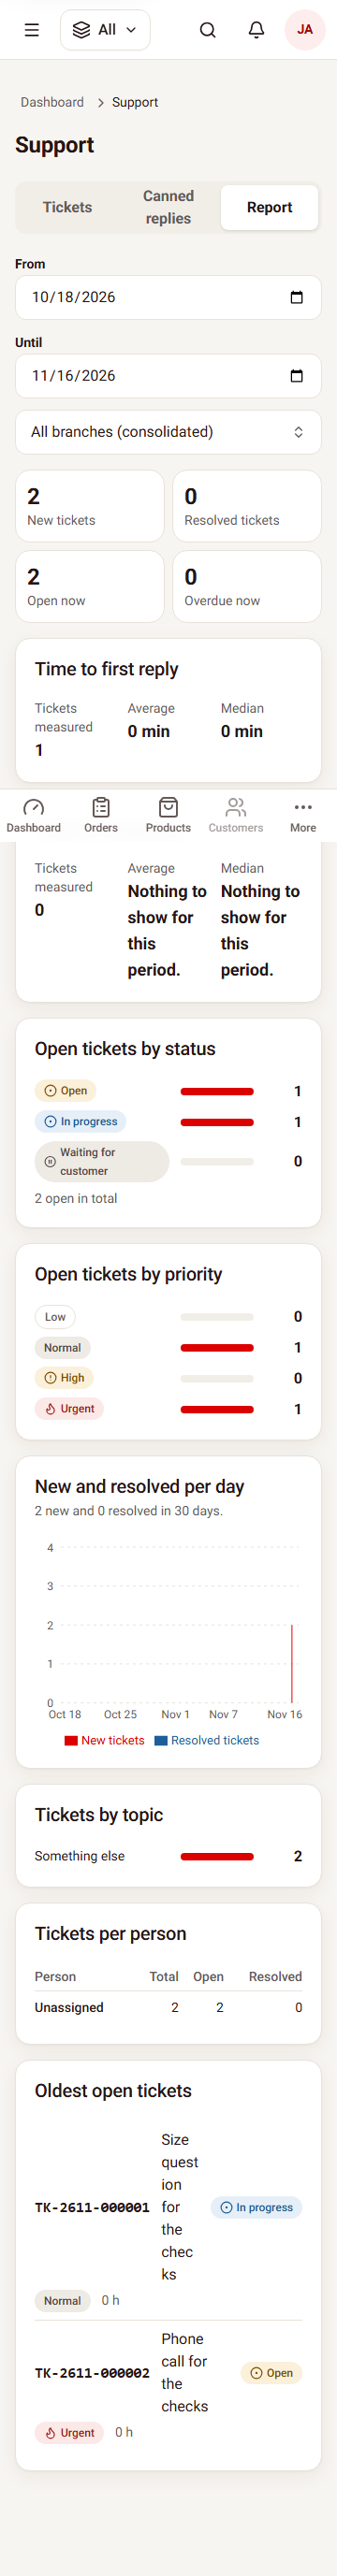 All
JA
Dashboard > Support
Support
Tickets
Canned
replies
Report
From
10/18/2026
Until
11/16/2026
All branches (consolidated)
2
New tickets
0
Resolved tickets
2
Open now
0
Overdue now
Time to first reply
Tickets
measured
1
Average
0 min
Median
0 min
Dashboard
Orders
Products
Customers
More
Tickets
measured
0
Average
Nothing to
show for
this
period.
Median
Nothing to
show for
this
period.
Open tickets by status
Open 1
In progress 1
Waiting for
customer
0
2 open in total
Open tickets by priority
Low 0
Normal 1
High 0
Urgent 1
New and resolved per day
2 new and 0 resolved in 30 days.
4
3
2
1
0
Oct 18 Oct 25 Nov 1 Nov 7 Nov 16
New tickets Resolved tickets
Tickets by topic
Something else 2
Tickets per person
Person Total Open Resolved
Unassigned 2 2 0
Oldest open tickets
TK-2611-000001
Size
quest
ion
for
the
chec
ks
In progress
Normal 0 h
TK-2611-000002
Phone
call for
the
checks
Open
Urgent 0 h